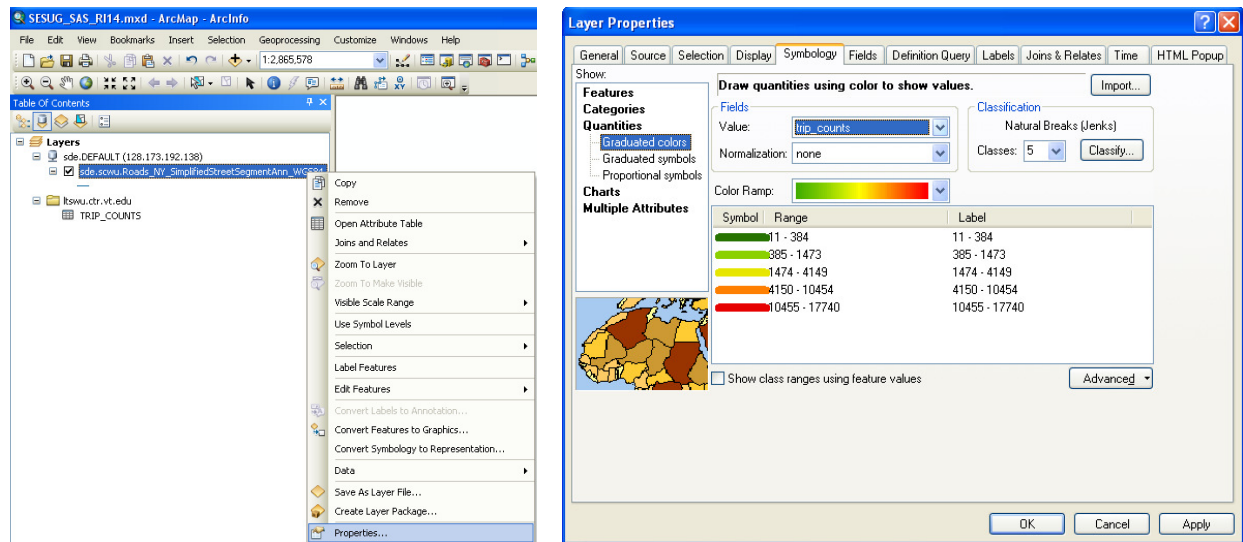 SESUG_SAS_RI14.mxd - ArcMap - ArcInfo
File Edit View Bookmarks Insert Selection Geoprocessing Customize Windows Help
1:2,865,578
Table Of Contents
Layers
sde.DEFAULT (128.173.192.138)
sde.scwu.Roads_NY_SimplifiedStreetSegmentAnn_WGS84
ltswu.ctr.vt.edu
TRIP_COUNTS
Copy
Remove
Open Attribute Table
Joins and Relates
Zoom To Layer
Zoom To Make Visible
Visible Scale Range
Use Symbol Levels
Selection
Label Features
Edit Features
Convert Labels to Annotation...
Convert Features to Graphics...
Convert Symbology to Representation...
Data
Save As Layer File...
Create Layer Package...
Properties...
Layer Properties
General Source Selection Display Symbology Fields Definition Query Labels Joins & Relates Time HTML Popup
Show:
Features
Categories
Quantities
Graduated colors
Graduated symbols
Proportional symbols
Charts
Multiple Attributes
Draw quantities using color to show values.
Import...
Fields
Value: trip_counts
Normalization: none
Classification
Natural Breaks (Jenks)
Classes: 5 Classify...
Color Ramp:
Symbol Range Label
11 - 384 11 - 384
385 - 1473 385 - 1473
1474 - 4149 1474 - 4149
4150 - 10454 4150 - 10454
10455 - 17740 10455 - 17740
Show class ranges using feature values
Advanced
OK Cancel Apply